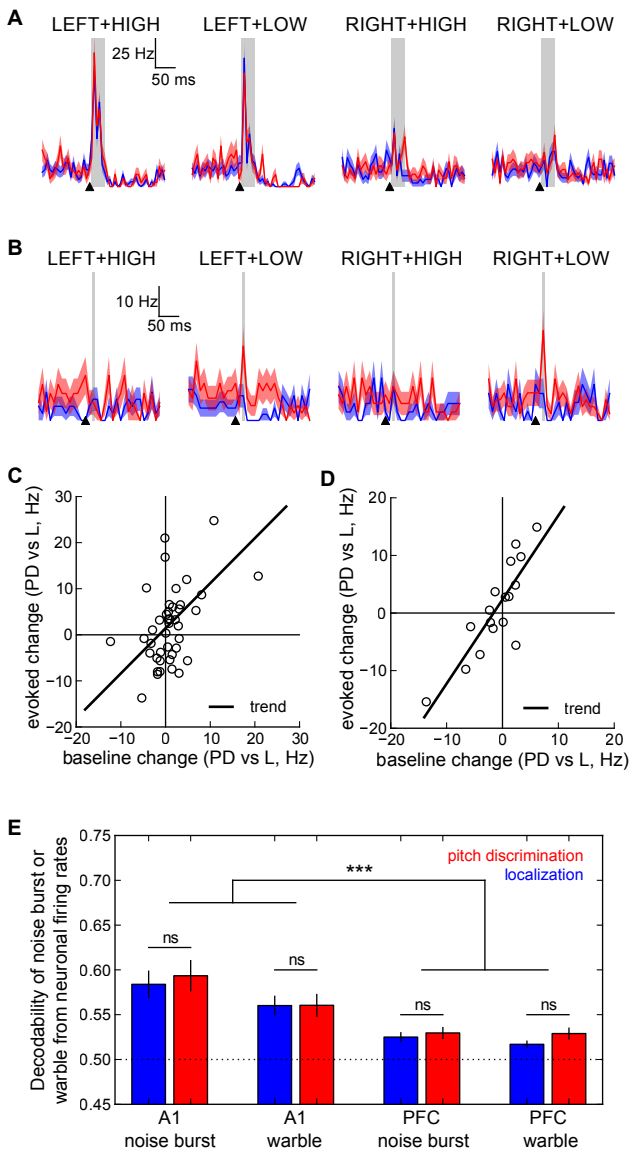 A
LEFT+HIGH
LEFT+LOW
RIGHT+HIGH
RIGHT+LOW
25 Hz
50 ms
B
LEFT+HIGH
LEFT+LOW
RIGHT+HIGH
RIGHT+LOW
10 Hz
50 ms
C
evoked change (PD vs L, Hz)
30
20
10
0
−10
−20
−20
−10
0
10
20
30
trend
baseline change (PD vs L, Hz)
D
evoked change (PD vs L, Hz)
20
10
0
−10
−20
−20
−10
0
10
20
trend
baseline change (PD vs L, Hz)
E
Decodability of noise burst or
warble from neuronal firing rates
0.75
0.70
0.65
0.60
0.55
0.50
0.45
pitch discrimination
localization
***
ns
ns
ns
ns
A1
noise burst
A1
warble
PFC
noise burst
PFC
warble